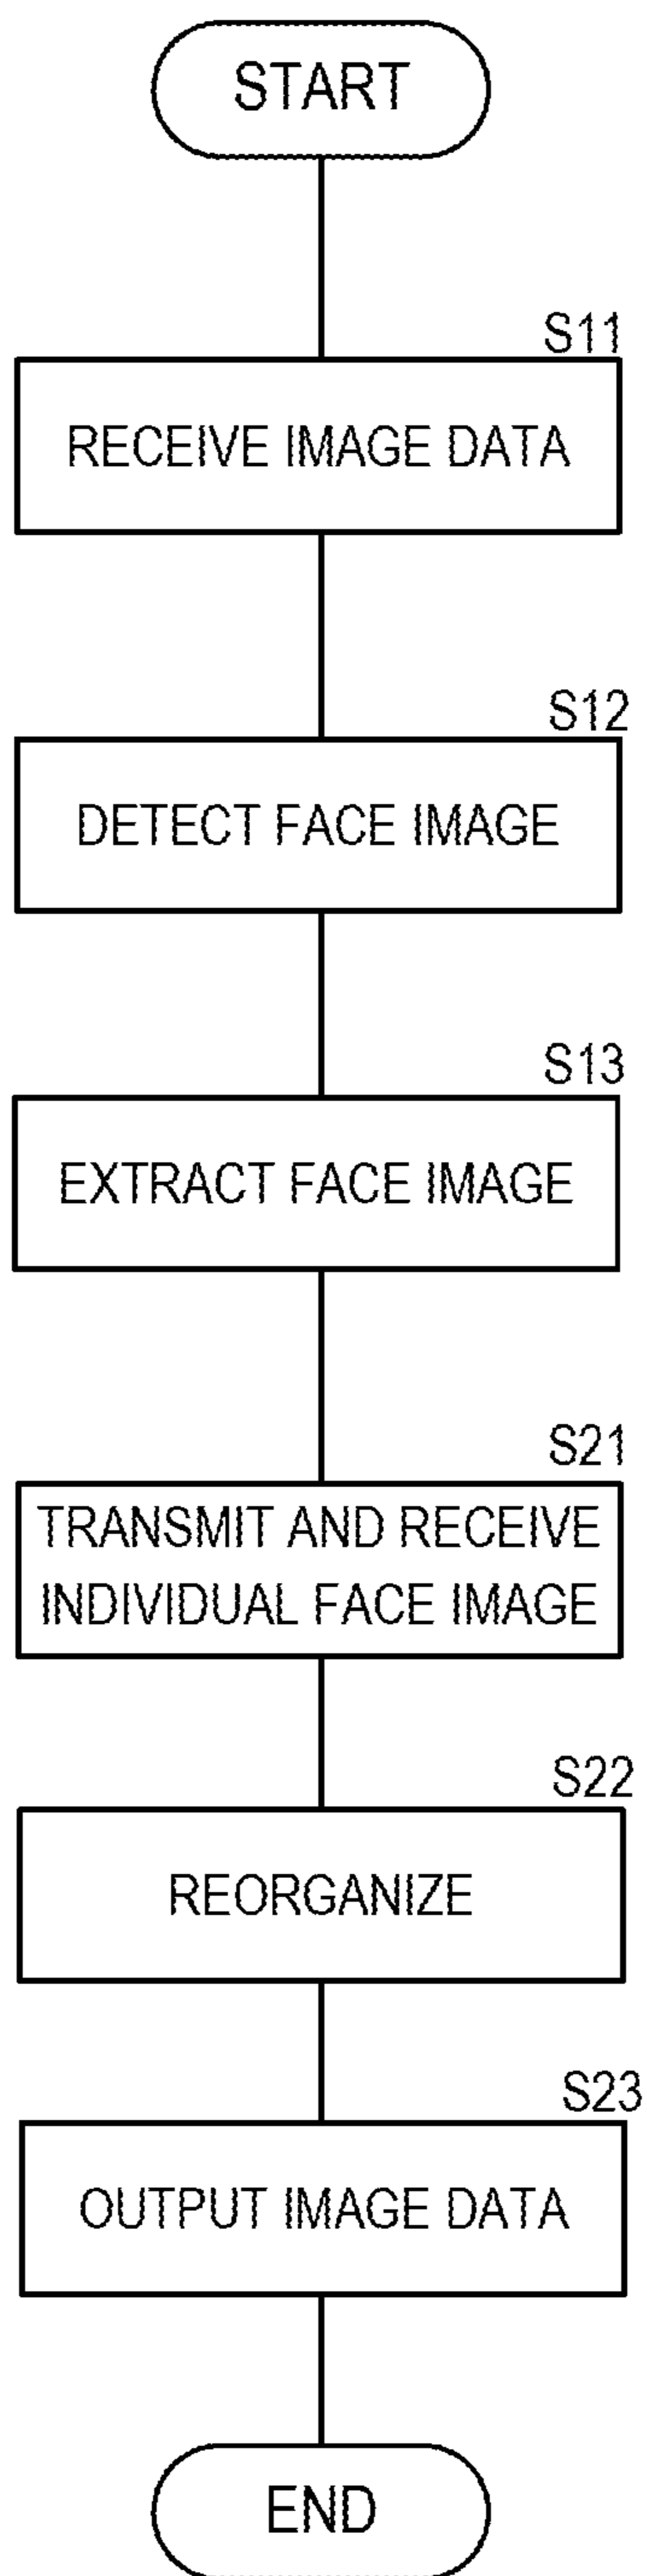 START
S11
RECEIVE IMAGE DATA
S12
DETECT FACE IMAGE
S13
EXTRACT FACE IMAGE
S21
TRANSMIT AND RECEIVE
INDIVIDUAL FACE IMAGE
S22
REORGANIZE
S23
OUTPUT IMAGE DATA
END